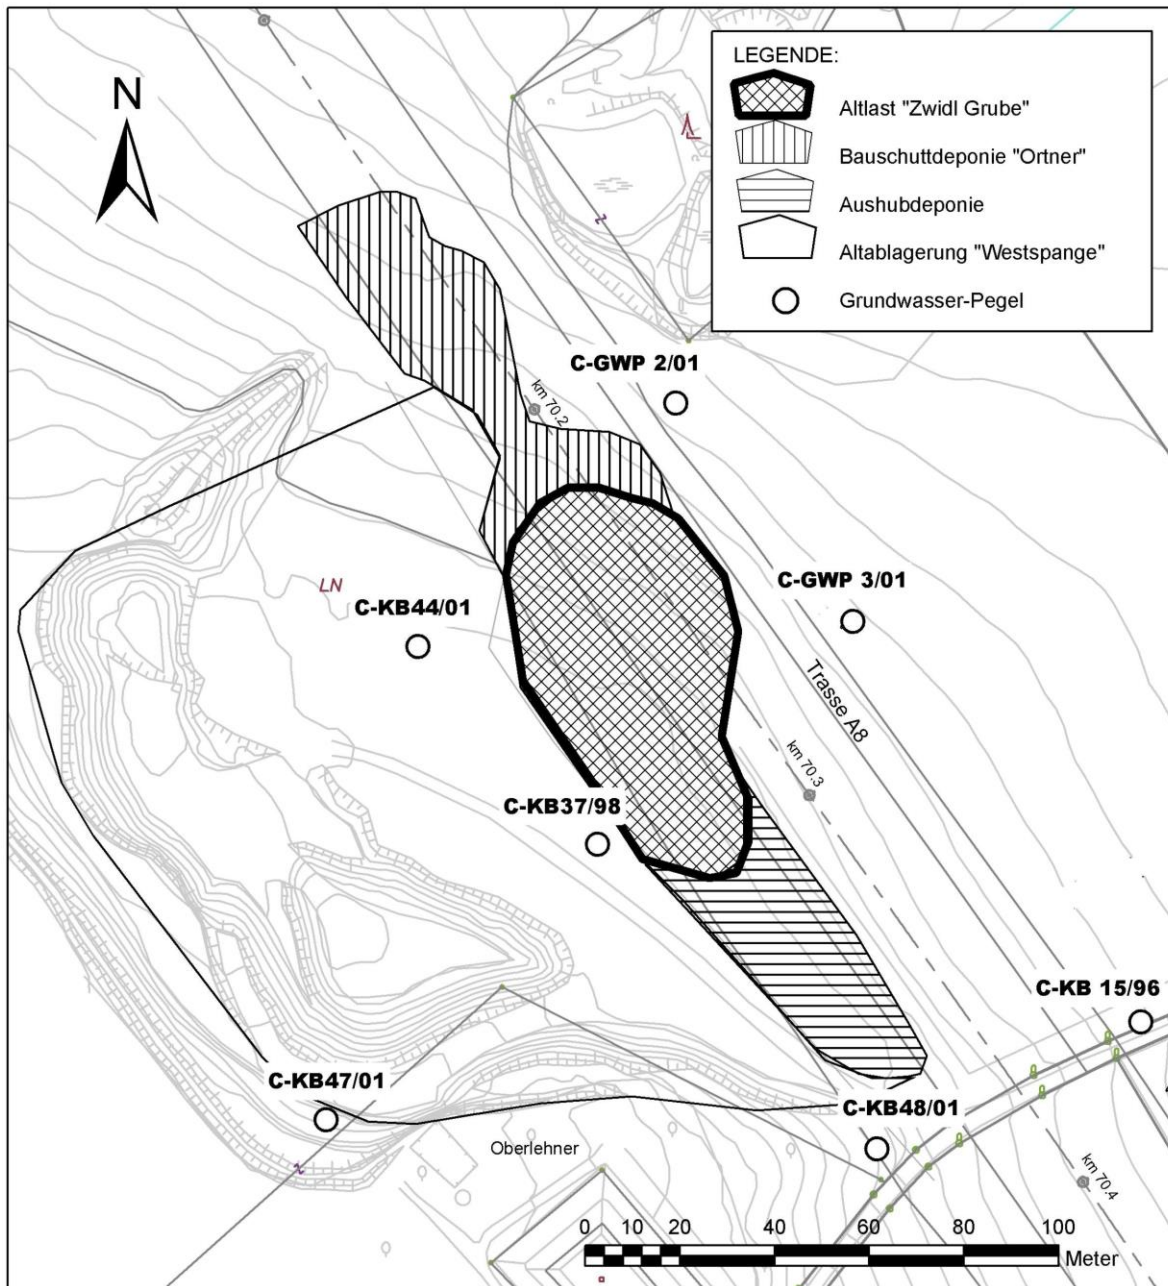 N
LEGENDE:
Altlast "Zwidl Grube"
Bauschuttdeponie "Ortner"
Aushubdeponie
Altablagerung "Westspange"
Grundwasser-Pegel
C-GWP 2/01
km 70.2
C-GWP 3/01
LN
C-KB44/01
Trasse A8
km 70.3
C-KB37/98
C-KB 15/96
C-KB47/01
C-KB48/01
Oberlehner
km 70.4
0 10 20 40 60 80 100
Meter